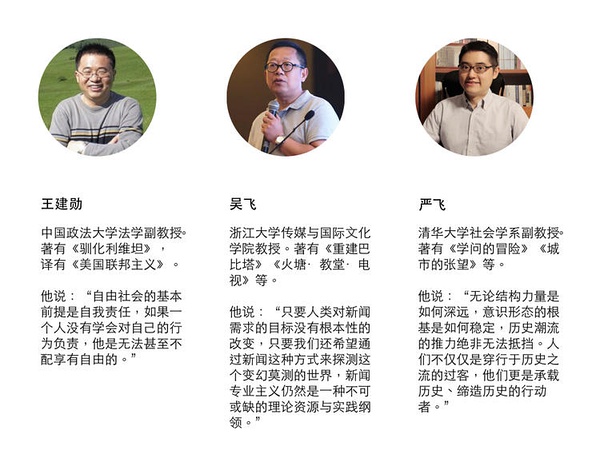 王建勋
中国政法大学法学副教授。
著有《驯化利维坦》，
译有《美国联邦主义》。
他说：“自由社会的基本
前提是自我责任，如果一
个人没有学会对自己的行
为负责，他是无法甚至不
配享有自由的。”
吴飞
浙江大学传媒与国际文化
学院教授。著有《重建巴
比塔》《火塘·教堂·电
视》等。
他说：“只要人类对新闻
需求的目标没有根本性的
改变，只要我们还希望通
过新闻这种方式来探测这
个变幻莫测的世界，新闻
专业主义仍然是一种不可
或缺的理论资源与实践纲
领。”
严飞
清华大学社会学系副教授。
著有《学问的冒险》《城
市的张望》等。
他说：“无论结构力量是
如何深远，意识形态的根
基是如何稳定，历史潮流
的推力绝非无法抵挡。人
们不仅仅是穿行于历史之
流的过客，他们更是承载
历史、缔造历史的行动
者。”